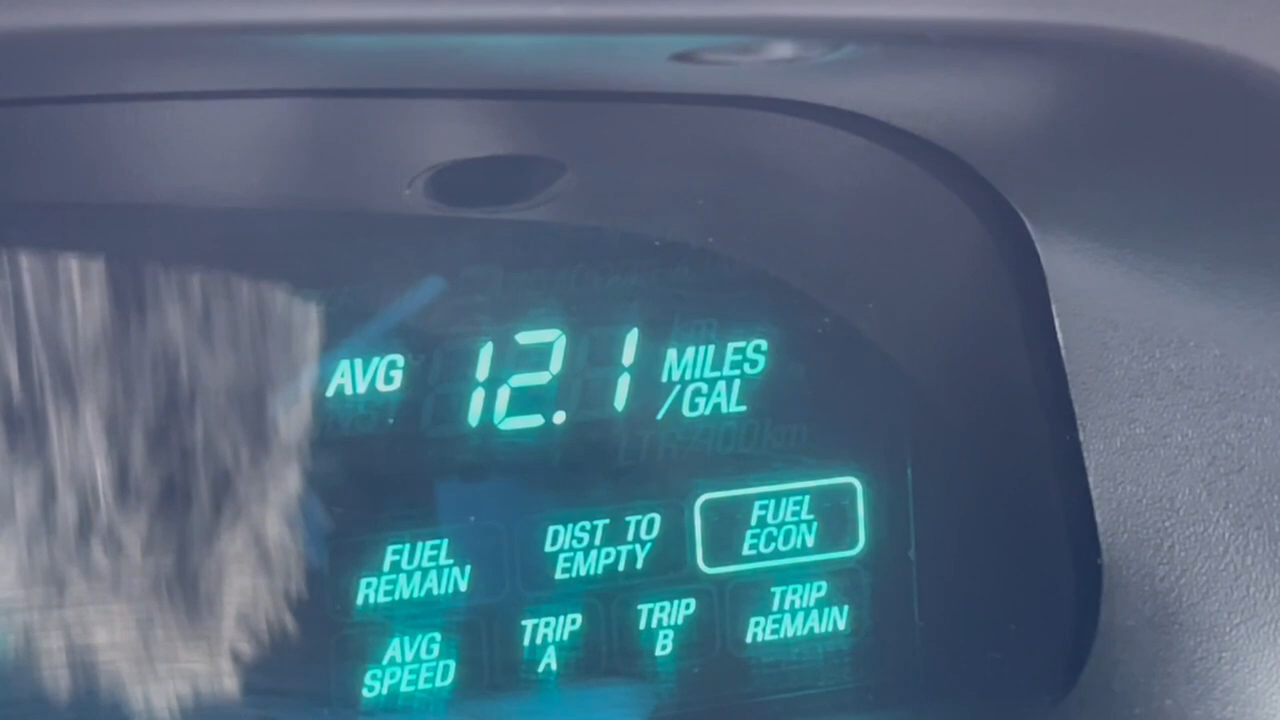 AVG 12.1 MILES
/GAL
FUEL
REMAIN
DIST TO
EMPTY
FUEL
ECON
AVG
SPEED
TRIP
A
TRIP
B
TRIP
REMAIN